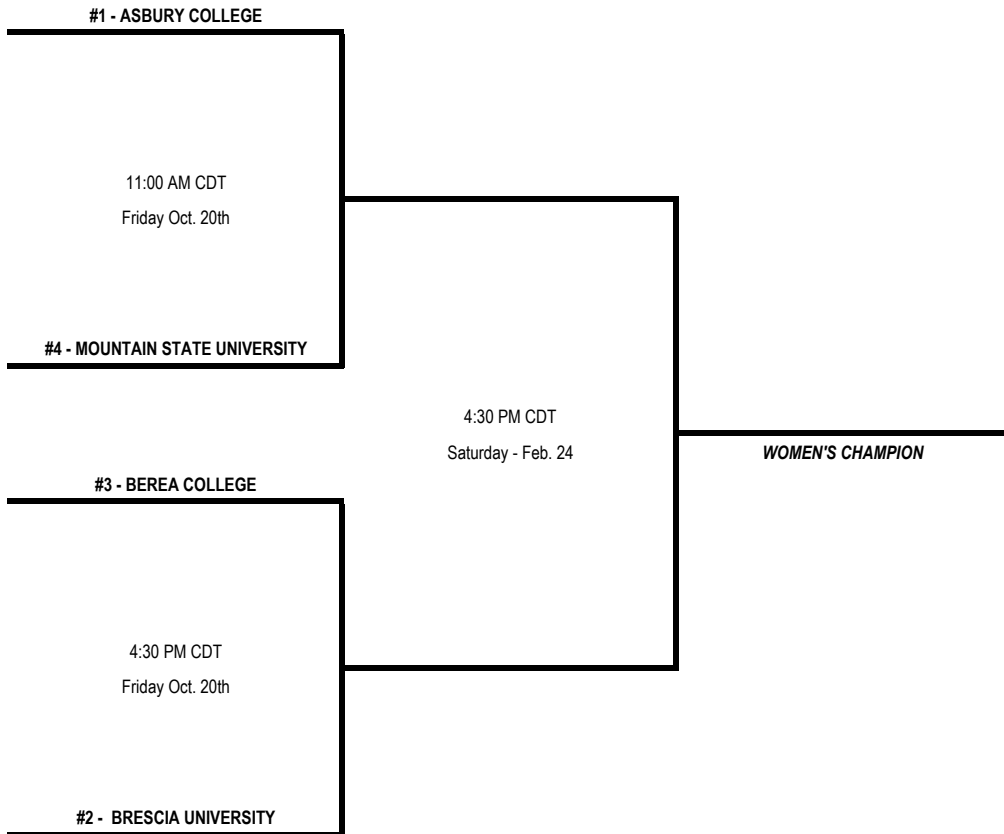 #1 - ASBURY COLLEGE
11:00 AM CDT
Friday Oct. 20th
#4 - MOUNTAIN STATE UNIVERSITY
4:30 PM CDT
Saturday - Feb. 24
WOMEN'S CHAMPION
#3 - BEREA COLLEGE
4:30 PM CDT
Friday Oct. 20th
#2 - BRESCIA UNIVERSITY